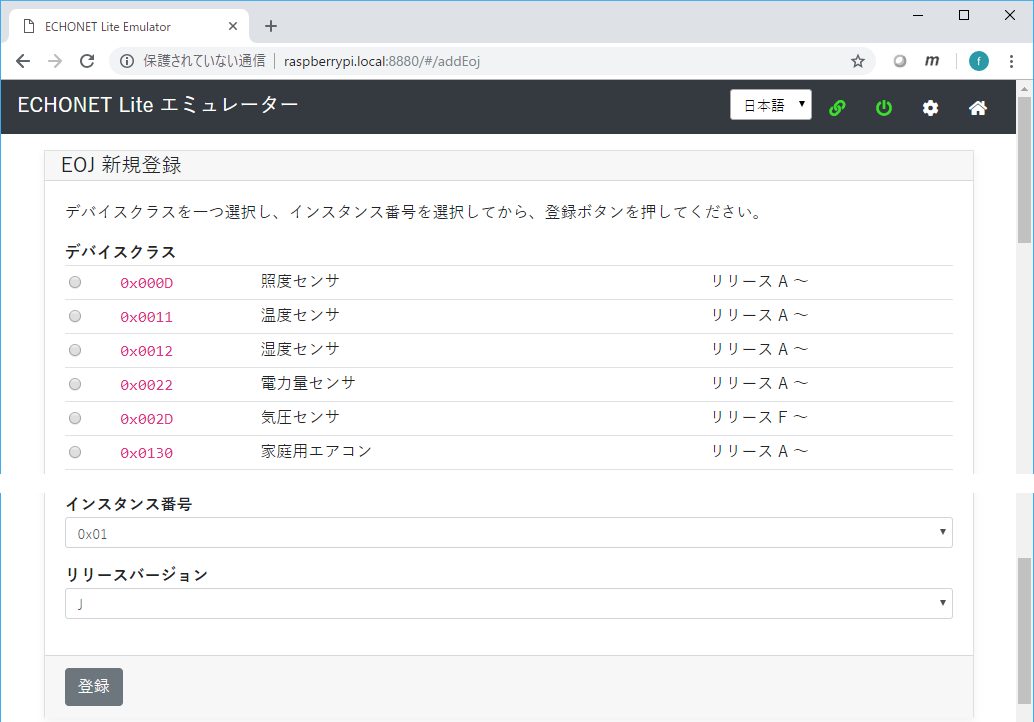 ECHONET Lite Emulator
保護されていない通信 raspberrypi.local:8880/#/addEoj
m
f
ECHONET Lite エミュレーター
日本語
EOJ 新規登録
デバイスクラスを一つ選択し、インスタンス番号を選択してから、登録ボタンを押してください。
デバイスクラス
0x000D 照度センサ リリース A ～
0x0011 温度センサ リリース A ～
0x0012 湿度センサ リリース A ～
0x0022 電力量センサ リリース A ～
0x002D 気圧センサ リリース F ～
0x0130 家庭用エアコン リリース A ～
インスタンス番号
0x01
リリースバージョン
J
登録